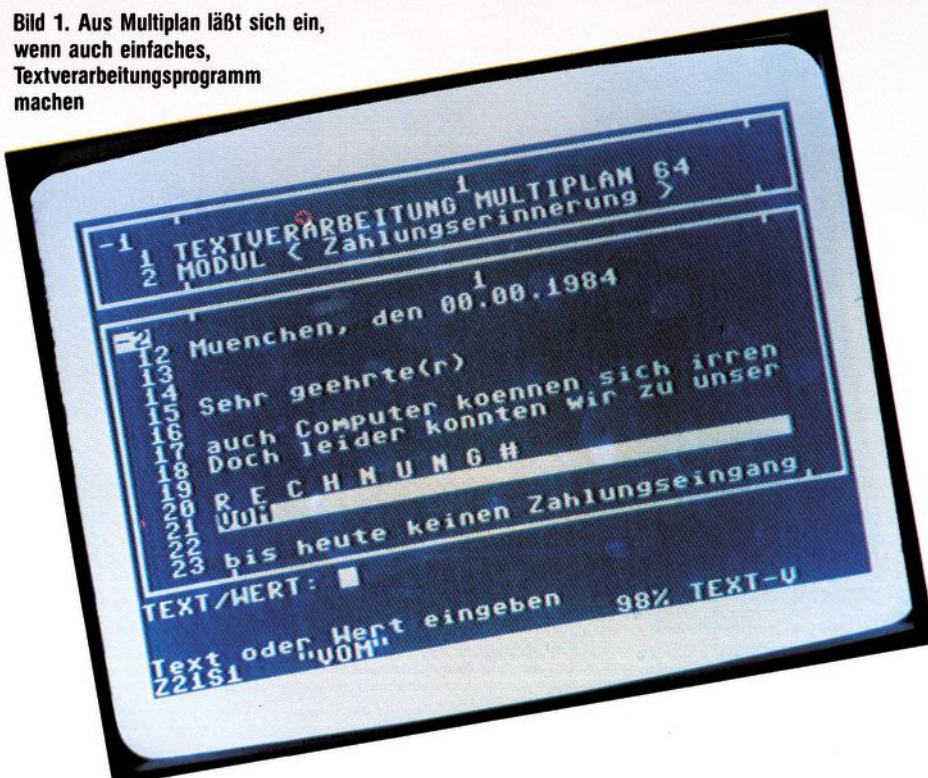 Bild 1. Aus Multiplan läßt sich ein,
wenn auch einfaches,
Textverarbeitungsprogramm
machen
-1 1
1 TEXTVERARBEITUNG MULTIPLAN 64
2 MODUL < Zahlungserinnerung >
-2 1
12 Muenchen, den 00.00.1984
13
14 Sehr geehrte(r)
15
16 auch Computer koennen sich irren
17 Doch leider konnten wir zu unser
18
19 R E C H N U N G #
20 VOM
21
22
23 bis heute keinen Zahlungseingang
TEXT/WERT:
Text oder Wert eingeben 98% TEXT-V
Z21S1 "VOM"